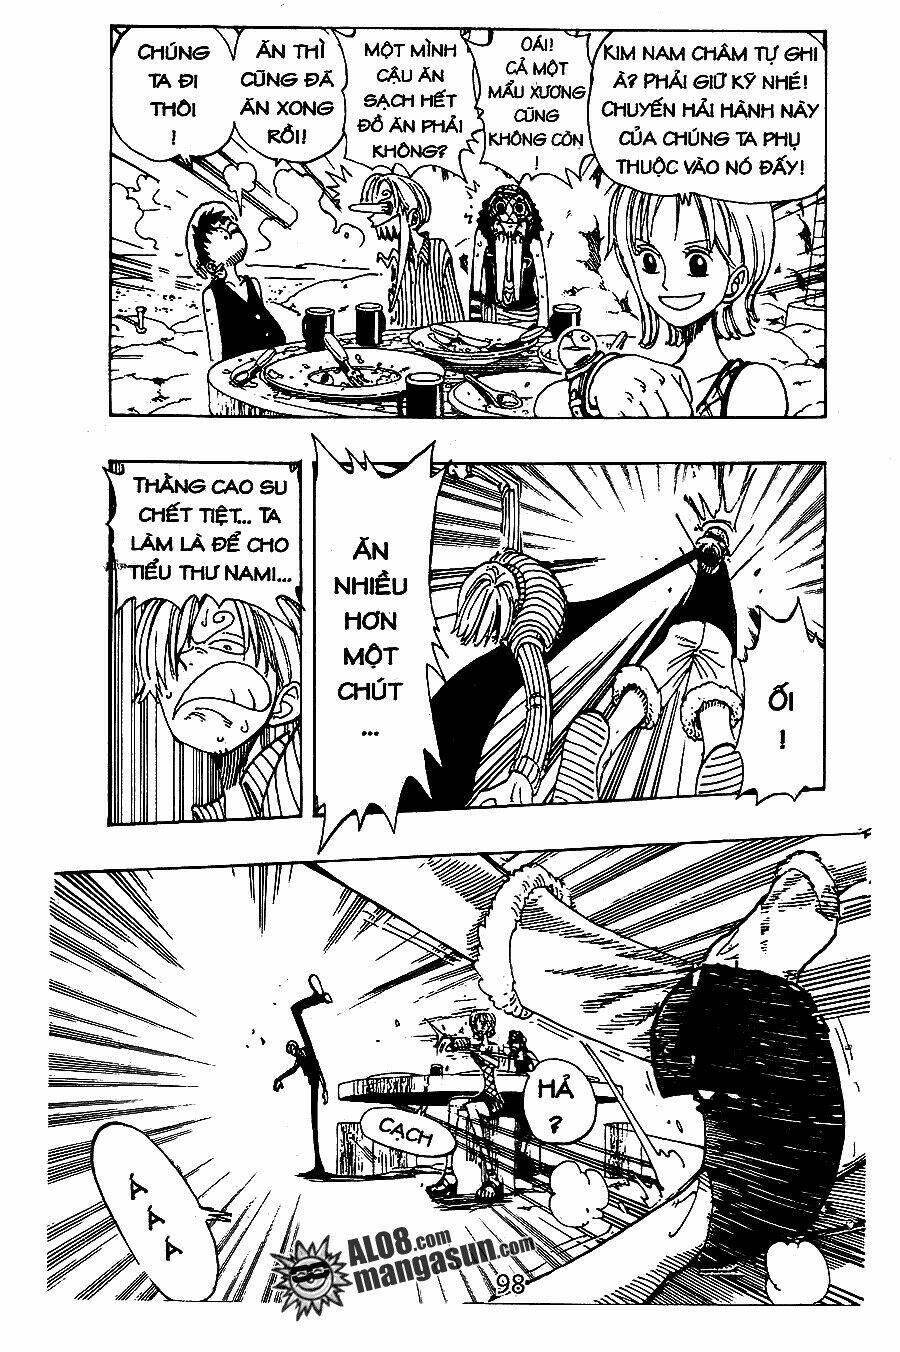 KIM NAM CHÂM TỰ GHI
À? PHẢI GIỮ KỸ NHÉ!
CHUYẾN HẢI HÀNH NÀY
CỦA CHÚNG TA PHỤ
THUỘC VÀO NÓ ĐẤY!
OÁI!
CẢ MỘT
MẨU XƯƠNG
CŨNG
KHÔNG CÒN
!
MỘT MÌNH
CẬU ĂN
SẠCH HẾT
ĐỒ ĂN PHẢI
KHÔNG?
ĂN THÌ
CŨNG ĐÃ
ĂN XONG
RỒI!
CHÚNG
TA ĐI
THÔI
!
ỐI
!
ĂN
NHIỀU
HƠN
MỘT
CHÚT
...
THẰNG CAO SU
CHẾT TIỆT... TA
LÀM LÀ ĐỂ CHO
TIỂU THƯ NAMI...
HẢ
?
CẠCH
Á
Á Á
Á
AL08.com
mangasun.com
98